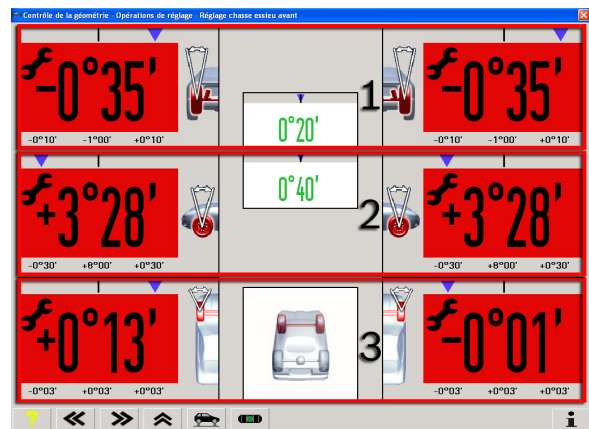 Contrôle de la géométrie - Opérations de réglage - Réglage chasse essieu avant
-0°35'
-0°10' -1°00' +0°10'
0°20'
1
-0°35'
-0°10' -1°00' +0°10'
+3°28'
-0°30' +8°00' +0°30'
0°40'
2
+3°28'
-0°30' +8°00' +0°30'
+0°13'
-0°03' +0°03' +0°03'
3
-0°01'
-0°03' +0°03' +0°03'
? i